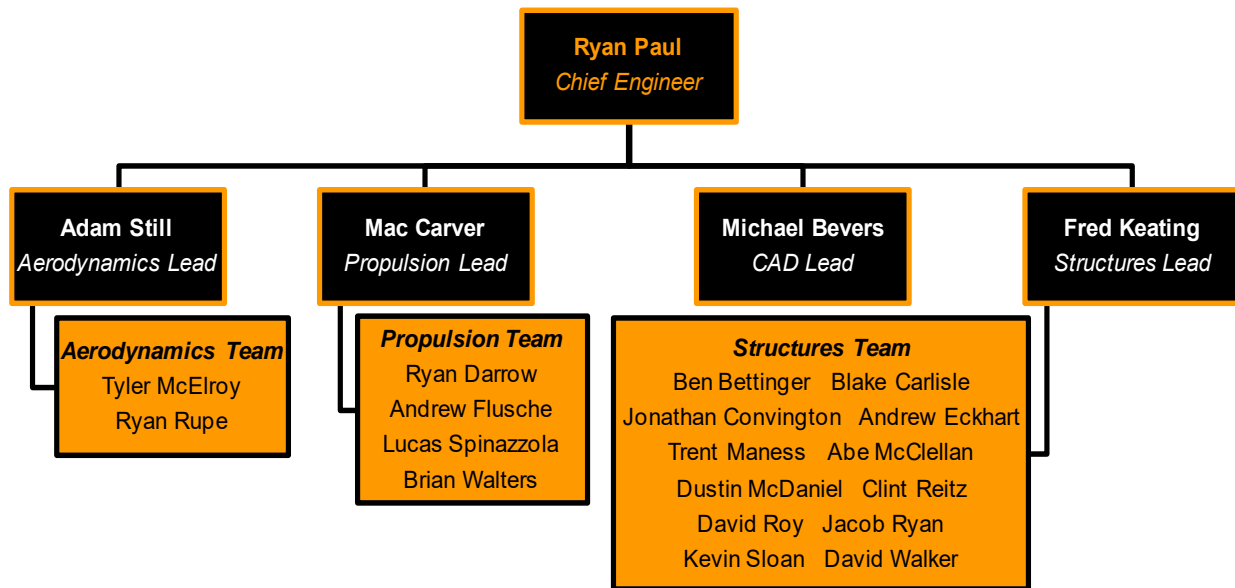 Ryan Paul
Chief Engineer
Adam Still
Aerodynamics Lead
Mac Carver
Propulsion Lead
Michael Bevers
CAD Lead
Fred Keating
Structures Lead
Aerodynamics Team
Tyler McElroy
Ryan Rupe
Propulsion Team
Ryan Darrow
Andrew Flusche
Lucas Spinazzola
Brian Walters
Structures Team
Ben Bettinger Blake Carlisle
Jonathan Convington Andrew Eckhart
Trent Maness Abe McClellan
Dustin McDaniel Clint Reitz
David Roy Jacob Ryan
Kevin Sloan David Walker